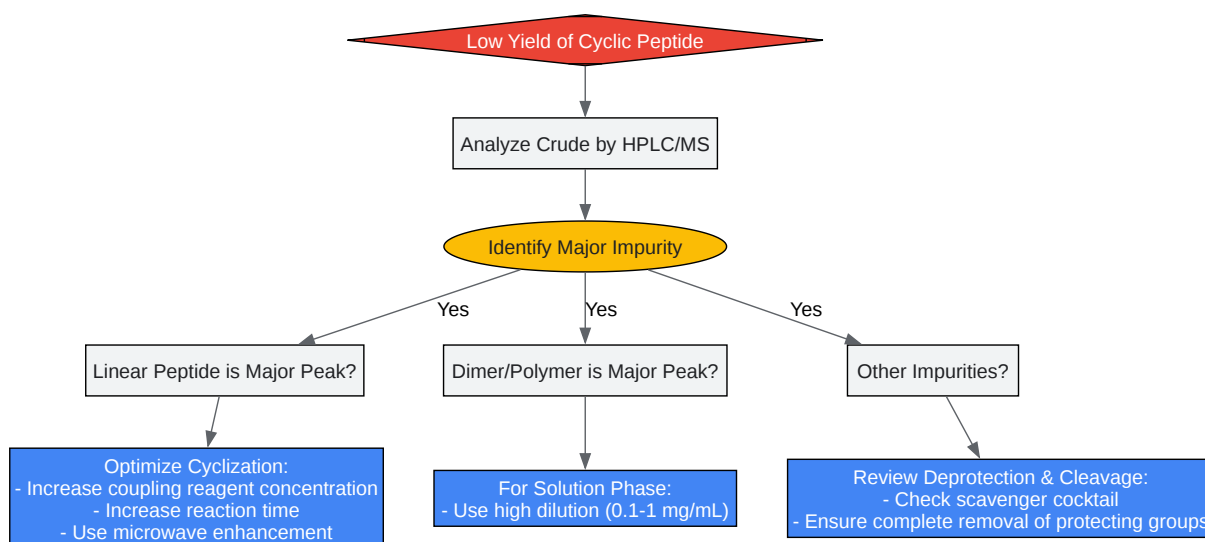 Low Yield of Cyclic Peptide
Analyze Crude by HPLC/MS
Identify Major Impurity
Yes
Yes
Yes
Linear Peptide is Major Peak?
Dimer/Polymer is Major Peak?
Other Impurities?
Optimize Cyclization:
- Increase coupling reagent concentration
- Increase reaction time
- Use microwave enhancement
For Solution Phase:
- Use high dilution (0.1-1 mg/mL)
Review Deprotection & Cleavage:
- Check scavenger cocktail
- Ensure complete removal of protecting groups